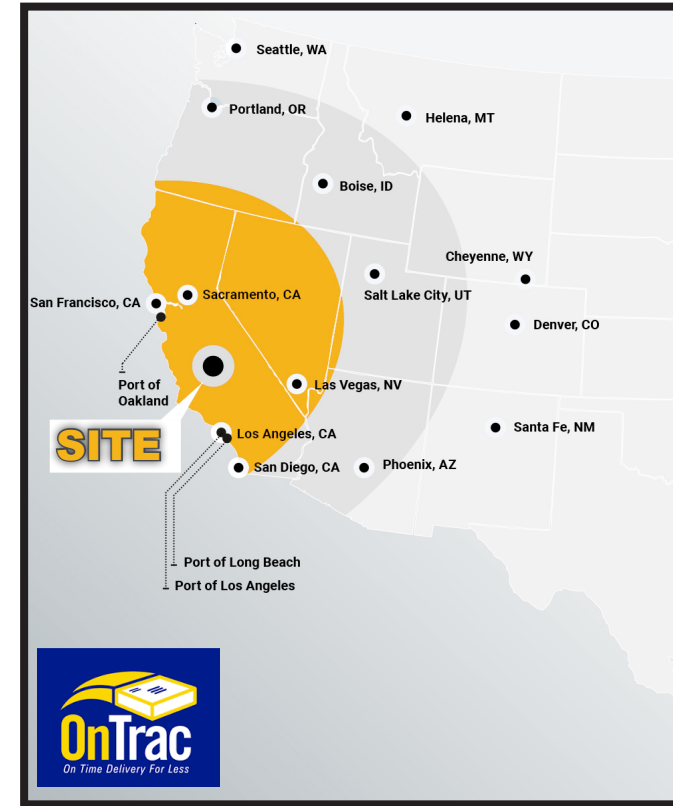 Seattle, WA
Portland, OR
Helena, MT
Boise, ID
Cheyenne, WY
Salt Lake City, UT
San Francisco, CA
Sacramento, CA
Denver, CO
Port of
Oakland
Las Vegas, NV
SITE
Los Angeles, CA
Santa Fe, NM
San Diego, CA
Phoenix, AZ
Port of Long Beach
Port of Los Angeles
OnTrac
On Time Delivery For Less